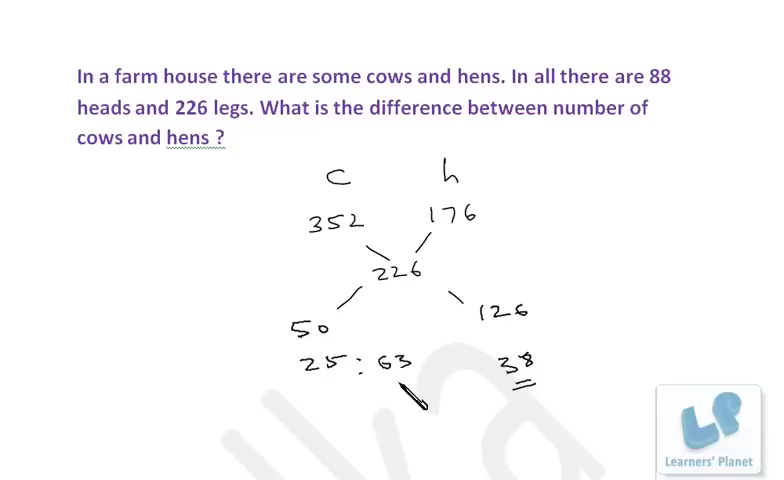 In a farm house there are some cows and hens. In all there are 88
heads and 226 legs. What is the difference between number of
cows and hens ?
c h
352 176
226
50 126
25 : 63 38
LP
Learners' Planet